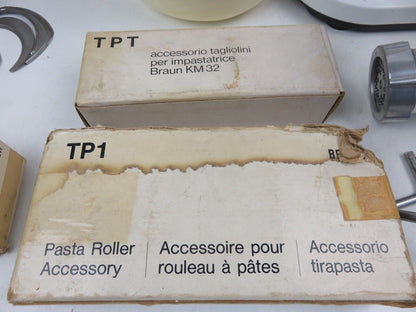 TPT
accessorio tagliolini
per impastatrice
Braun KM 32
TP1
Pasta Roller
Accessory
Accessoire pour
rouleau à pâtes
Accessorio
tirapasta